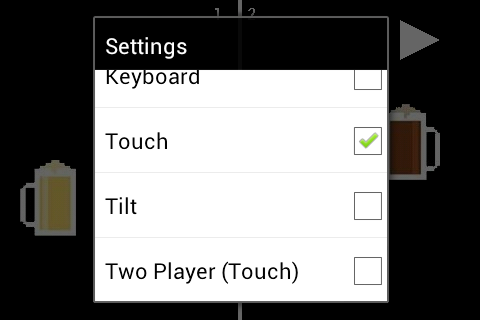 1 2
Settings
Keyboard
Touch
Tilt
Two Player (Touch)